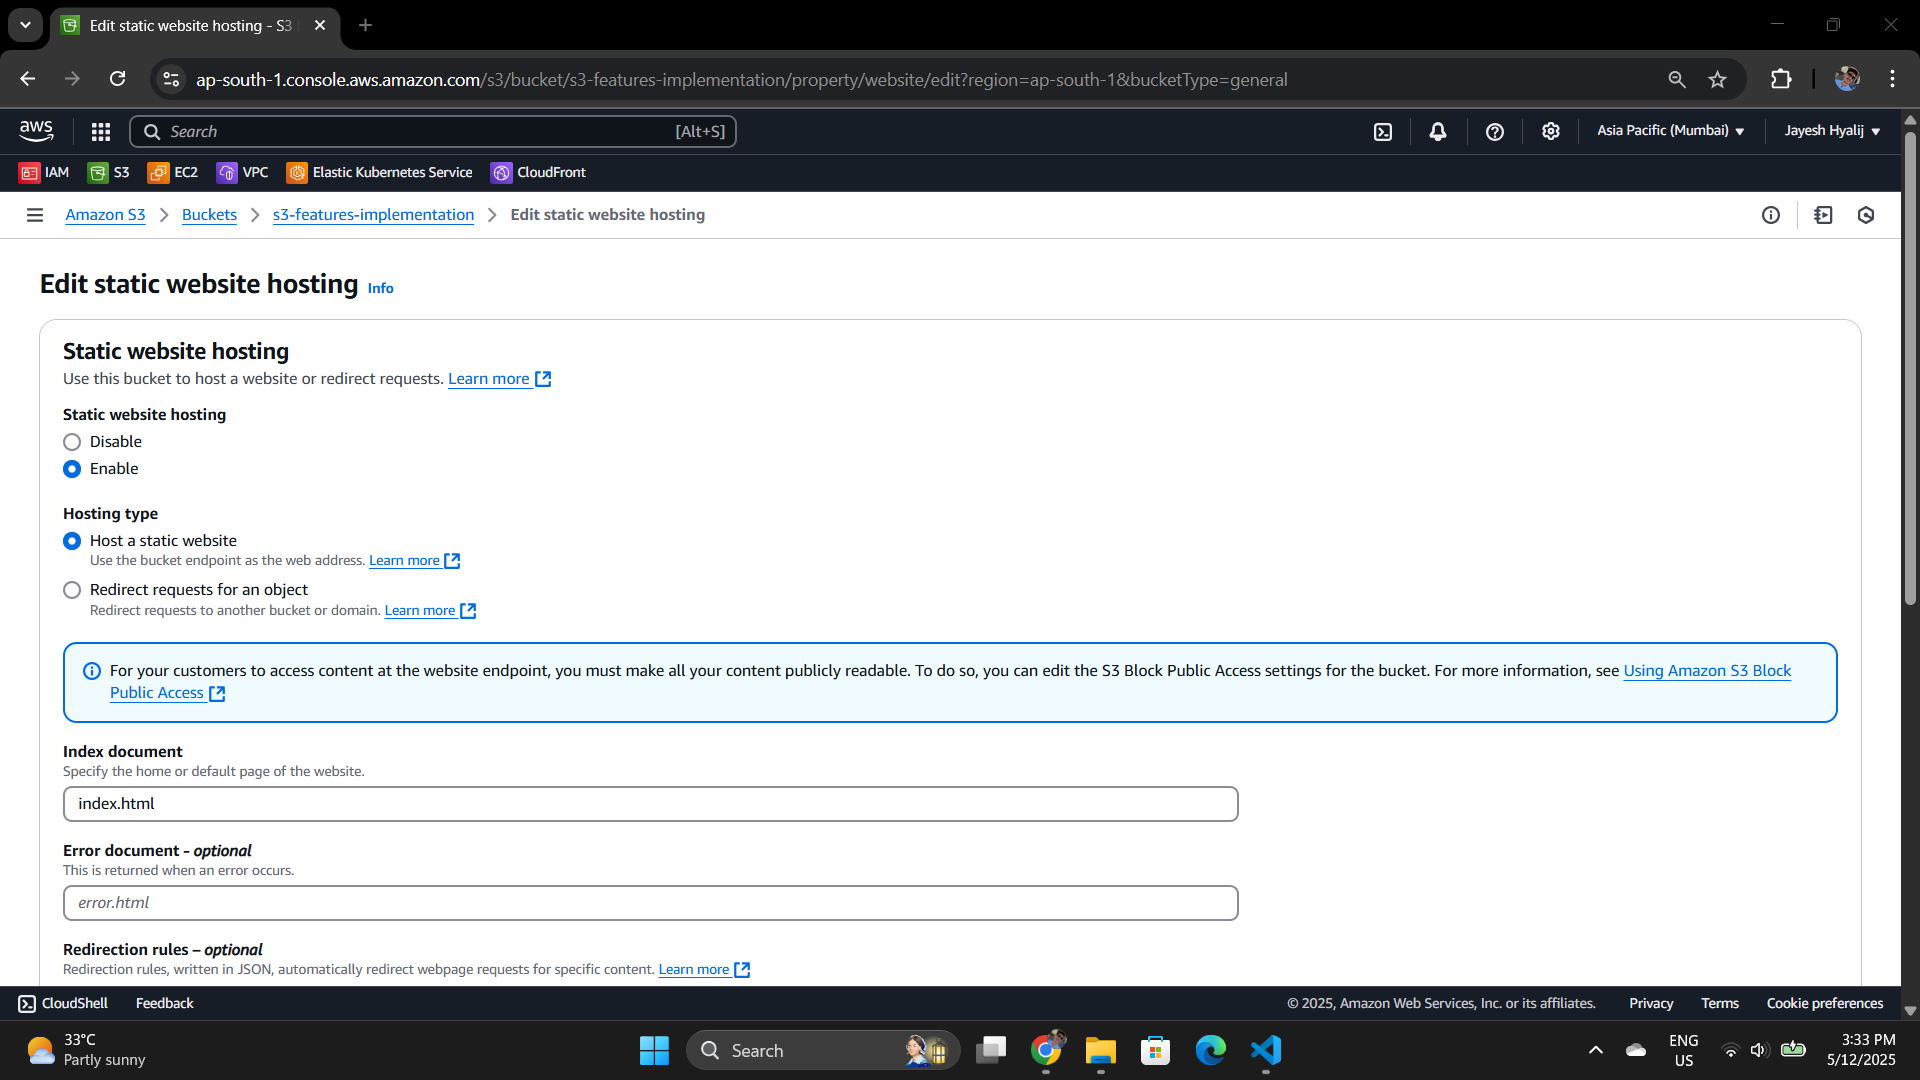 Edit static website hosting - S3
ap-south-1.console.aws.amazon.com/s3/bucket/s3-features-implementation/property/website/edit?region=ap-south-1&bucketType=general
aws
Search
[Alt+S]
Asia Pacific (Mumbai)
Jayesh Hyalij
IAM
S3
EC2
VPC
Elastic Kubernetes Service
CloudFront
Amazon S3
Buckets
s3-features-implementation
Edit static website hosting
Edit static website hosting Info
Static website hosting
Use this bucket to host a website or redirect requests. Learn more
Static website hosting
Disable
Enable
Hosting type
Host a static website
Use the bucket endpoint as the web address. Learn more
Redirect requests for an object
Redirect requests to another bucket or domain. Learn more
For your customers to access content at the website endpoint, you must make all your content publicly readable. To do so, you can edit the S3 Block Public Access settings for the bucket. For more information, see Using Amazon S3 Block
Public Access
Index document
Specify the home or default page of the website.
index.html
Error document - optional
This is returned when an error occurs.
error.html
Redirection rules – optional
Redirection rules, written in JSON, automatically redirect webpage requests for specific content. Learn more
CloudShell
Feedback
© 2025, Amazon Web Services, Inc. or its affiliates.
Privacy
Terms
Cookie preferences
33°C
Partly sunny
Search
ENG
US
3:33 PM
5/12/2025